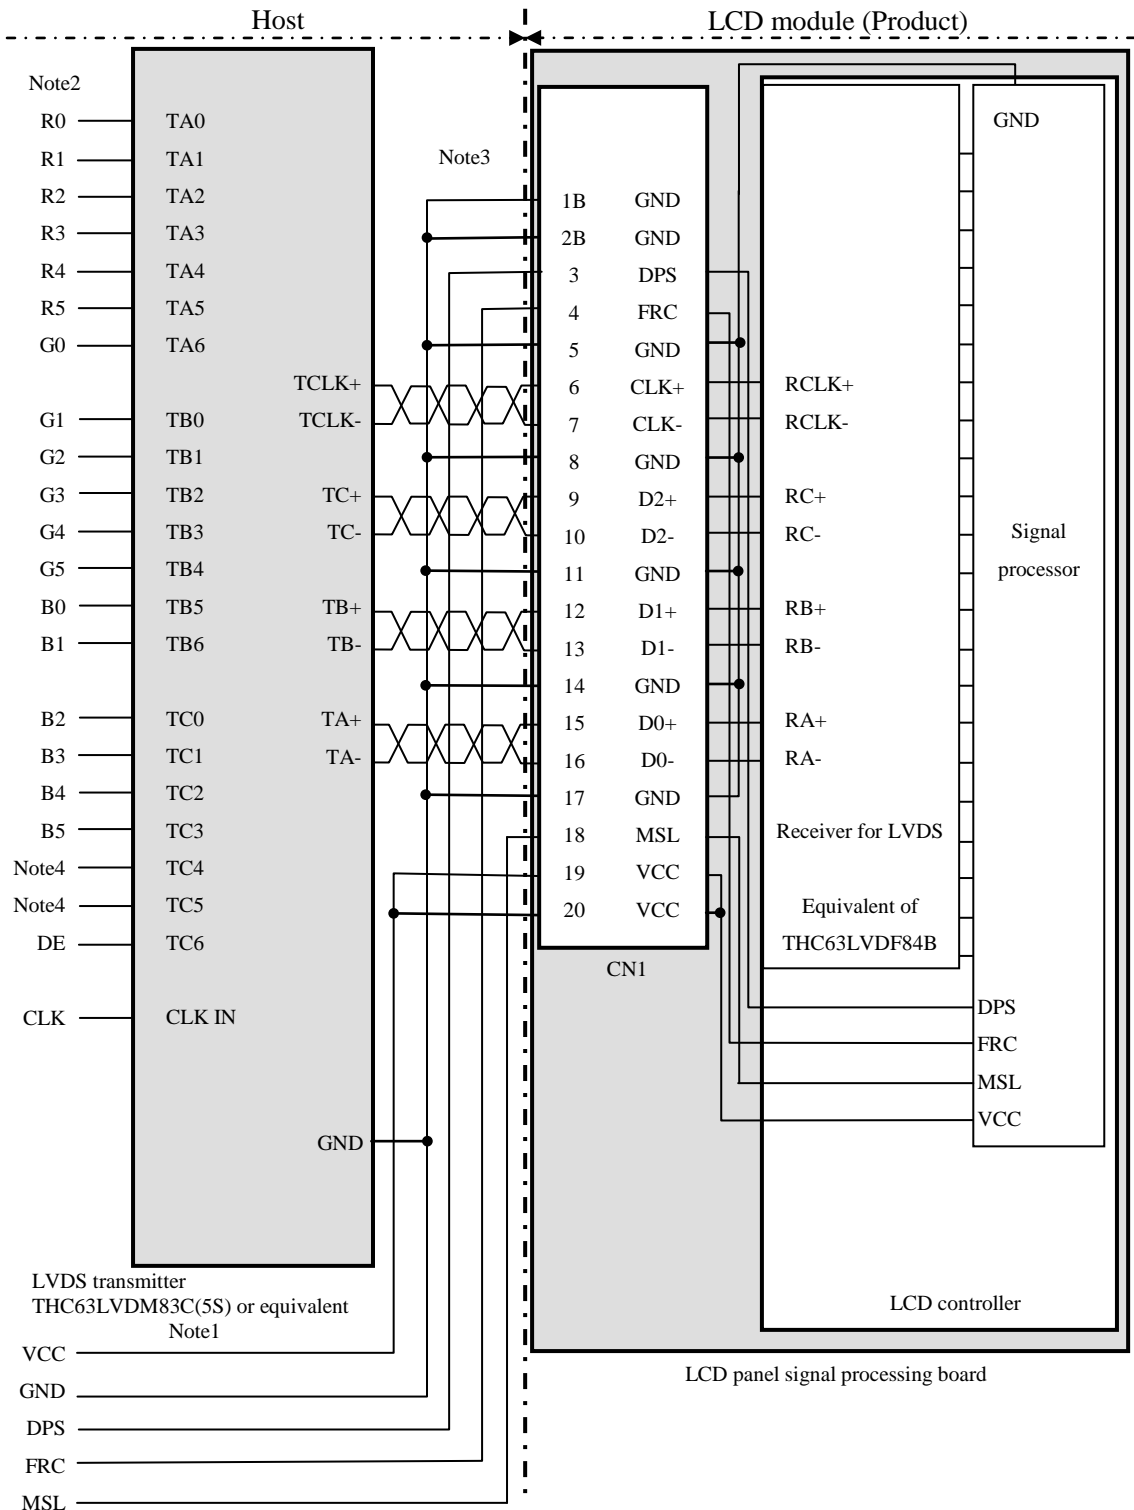 Host
LCD module (Product)
Note2
R0 TA0
R1 TA1
R2 TA2
R3 TA3
R4 TA4
R5 TA5
G0 TA6
G1 TB0
G2 TB1
G3 TB2
G4 TB3
G5 TB4
B0 TB5
B1 TB6
B2 TC0
B3 TC1
B4 TC2
B5 TC3
Note4 TC4
Note4 TC5
DE TC6
CLK CLK IN
TCLK+
TCLK-
TC+
TC-
TB+
TB-
TA+
TA-
GND
Note3
1B GND
2B GND
3 DPS
4 FRC
5 GND
6 CLK+
7 CLK-
8 GND
9 D2+
10 D2-
11 GND
12 D1+
13 D1-
14 GND
15 D0+
16 D0-
17 GND
18 MSL
19 VCC
20 VCC
CN1
RCLK+
RCLK-
RC+
RC-
RB+
RB-
RA+
RA-
Receiver for LVDS
Equivalent of
THC63LVDF84B
GND
Signal
processor
DPS
FRC
MSL
VCC
LCD controller
LCD panel signal processing board
LVDS transmitter
THC63LVDM83C(5S) or equivalent
Note1
VCC
GND
DPS
FRC
MSL